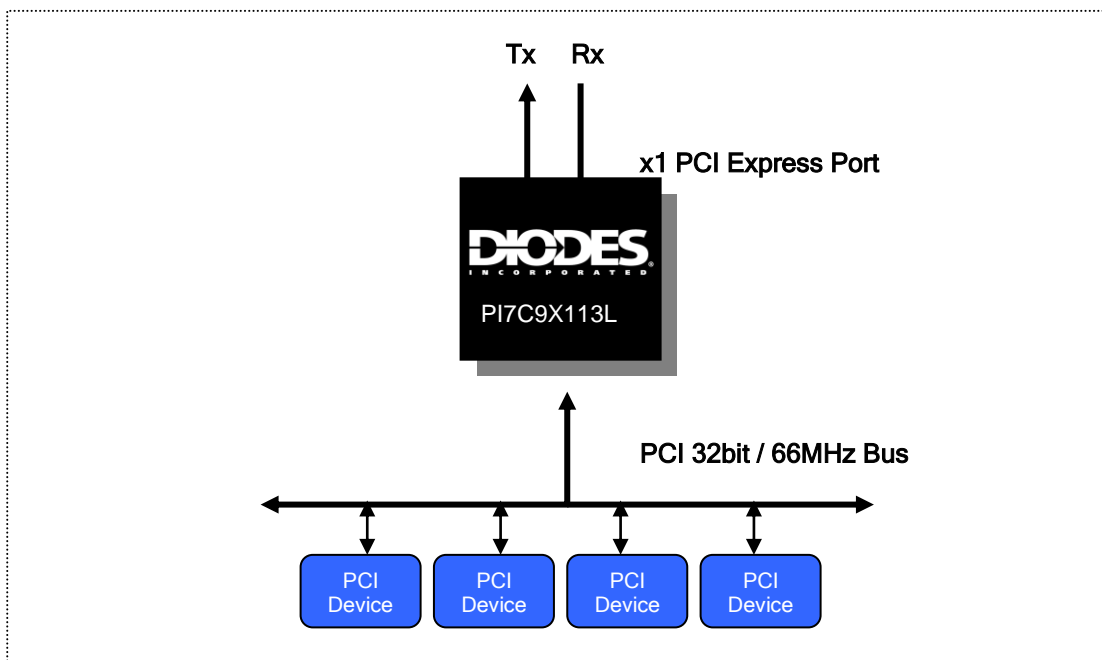 Tx Rx
x1 PCI Express Port
DIODES
INCORPORATED®
PI7C9X113L
PCI 32bit / 66MHz Bus
PCI Device
PCI Device
PCI Device
PCI Device